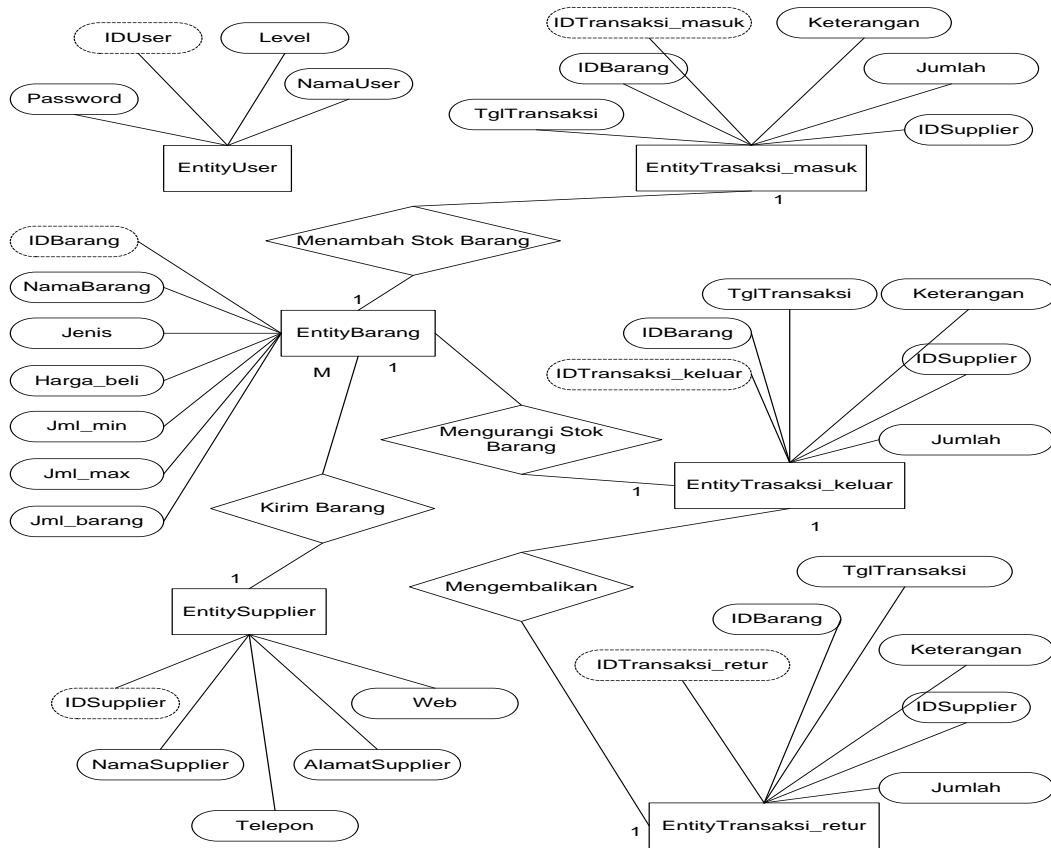 IDUser
Level
Password
NamaUser
EntityUser
IDTransaksi_masuk
Keterangan
IDBarang
Jumlah
TglTransaksi
IDSupplier
EntityTrasaksi_masuk
1
Menambah Stok Barang
1
IDBarang
NamaBarang
Jenis
Harga_beli
Jml_min
Jml_max
Jml_barang
EntityBarang
M
1
TglTransaksi
Keterangan
IDBarang
IDSupplier
IDTransaksi_keluar
Jumlah
Mengurangi Stok
Barang
1
EntityTrasaksi_keluar
1
Kirim Barang
1
EntitySupplier
IDSupplier
Web
NamaSupplier
AlamatSupplier
Telepon
Mengembalikan
TglTransaksi
IDBarang
Keterangan
IDTransaksi_retur
IDSupplier
Jumlah
1
EntityTransaksi_retur